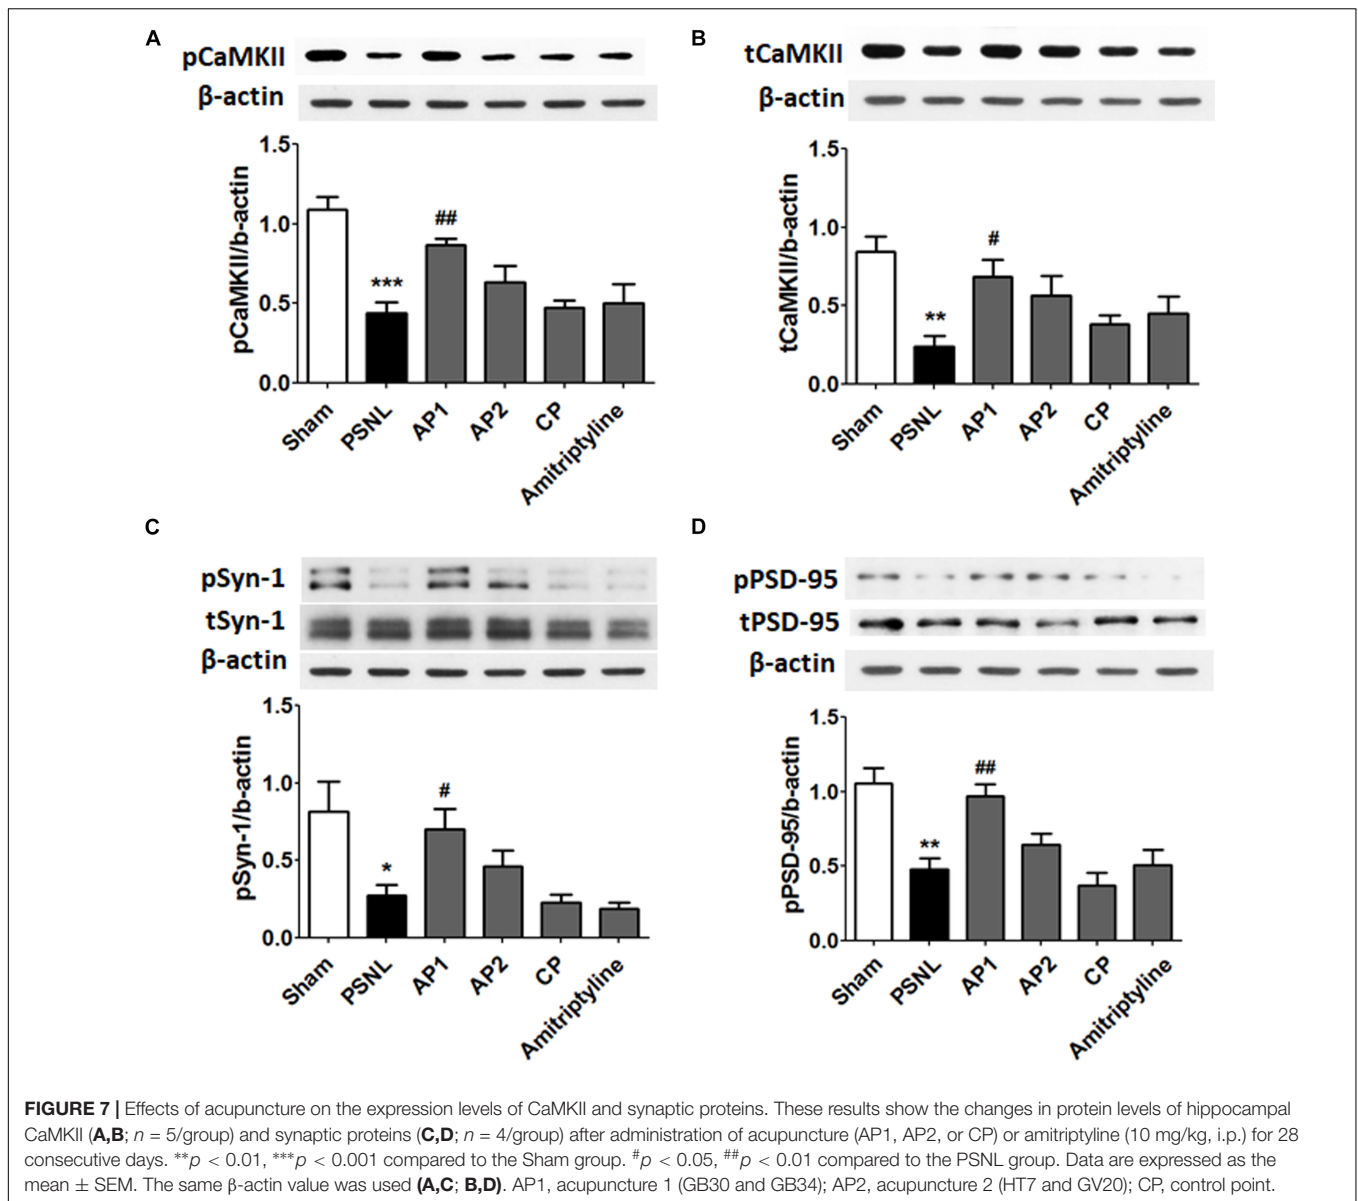 A
pCaMKII
β-actin
1.5
1.0
0.5
0.0
pCaMKII/b-actin
***
##
Sham
PSNL
AP1
AP2
CP
Amitriptyline
B
tCaMKII
β-actin
1.5
1.0
0.5
0.0
tCaMKII/b-actin
**
#
Sham
PSNL
AP1
AP2
CP
Amitriptyline
C
pSyn-1
tSyn-1
β-actin
1.5
1.0
0.5
0.0
pSyn-1/b-actin
*
#
Sham
PSNL
AP1
AP2
CP
Amitriptyline
D
pPSD-95
tPSD-95
β-actin
1.5
1.0
0.5
0.0
pPSD-95/b-actin
**
##
Sham
PSNL
AP1
AP2
CP
Amitriptyline
FIGURE 7 | Effects of acupuncture on the expression levels of CaMKII and synaptic proteins. These results show the changes in protein levels of hippocampal
CaMKII (A,B; n = 5/group) and synaptic proteins (C,D; n = 4/group) after administration of acupuncture (AP1, AP2, or CP) or amitriptyline (10 mg/kg, i.p.) for 28
consecutive days. **p < 0.01, ***p < 0.001 compared to the Sham group. #p < 0.05, ##p < 0.01 compared to the PSNL group. Data are expressed as the
mean ± SEM. The same β-actin value was used (A,C; B,D). AP1, acupuncture 1 (GB30 and GB34); AP2, acupuncture 2 (HT7 and GV20); CP, control point.